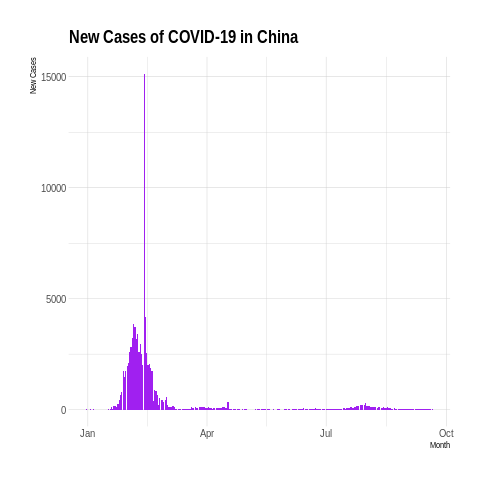 New Cases of COVID-19 in China
New Cases
15000
10000
5000
0
Jan Apr Jul Oct
Month